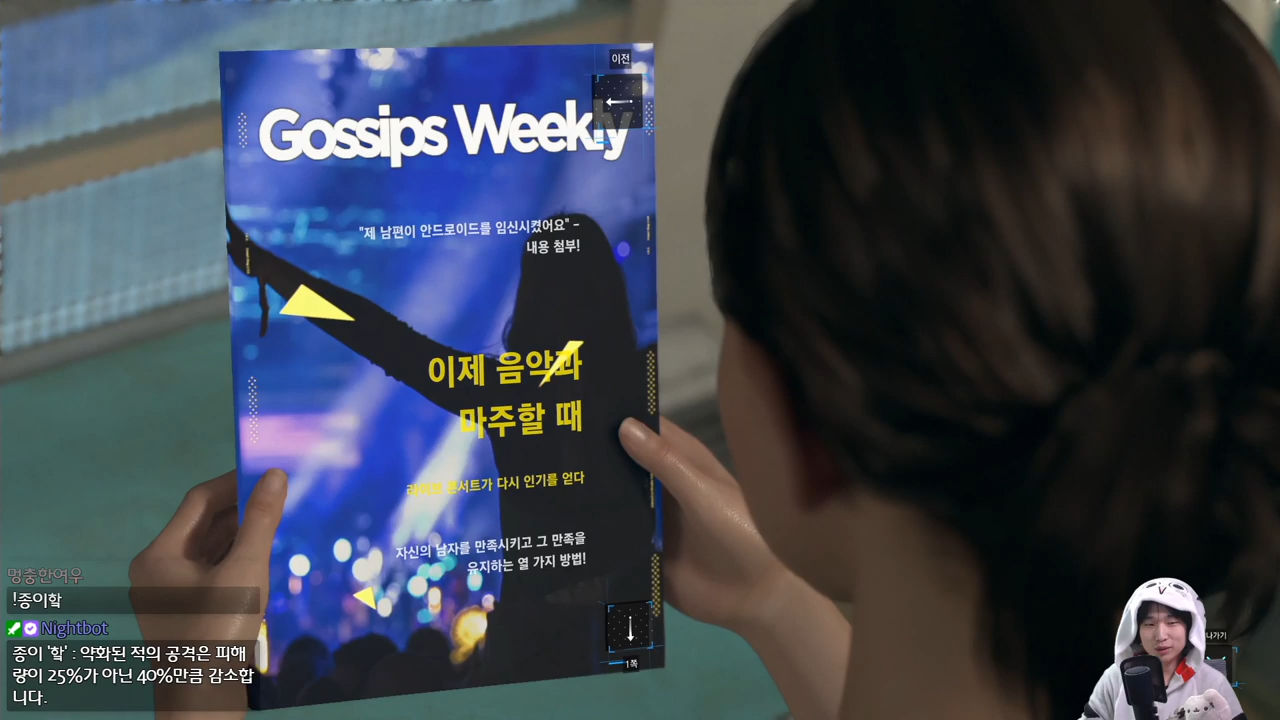 이전
Gossips Weekly
"제 남편이 안드로이드를 임신시켰어요" –
내용 첨부!
이제 음악과
마주할 때
콘서트가 다시 인기를 얻다
자신의 남자를 만족시키고 그 만족을
유지하는 열 가지 방법!
1쪽
나가기
멍충한여우
!종이핰
Nightbot
종이 '핰' : 약화된 적의 공격은 피해
량이 25%가 아닌 40%만큼 감소합
니다.